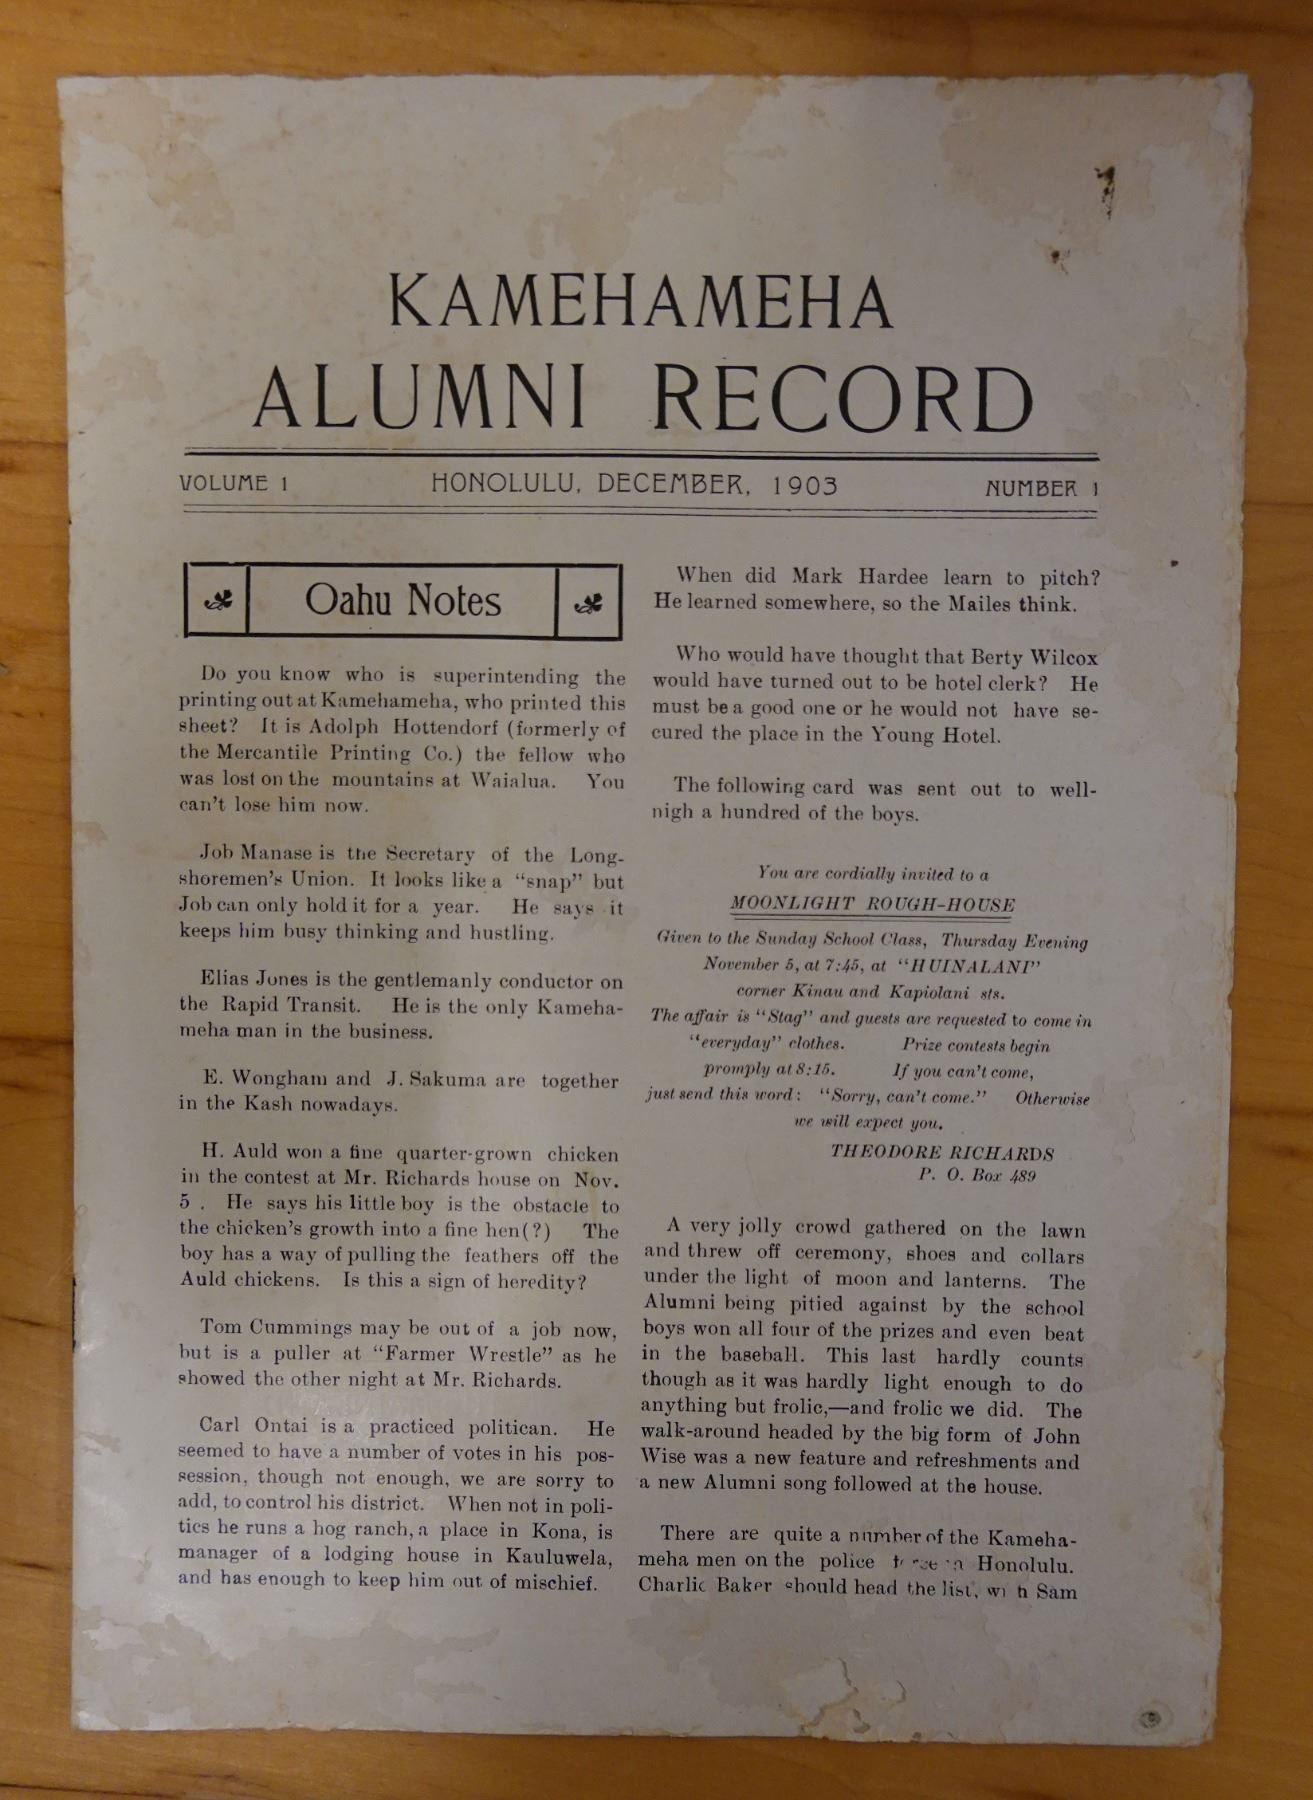 KAMEHAMEHA
ALUMNI RECORD
VOLUME 1 HONOLULU, DECEMBER, 1903 NUMBER 1
Oahu Notes
Do you know who is superintending the
printing out at Kamehameha, who printed this
sheet? It is Adolph Hottendorf (formerly of
the Mercantile Printing Co.) the fellow who
was lost on the mountains at Waialua. You
can't lose him now.
Job Manase is the Secretary of the Long-
shoremen's Union. It looks like a "snap" but
Job can only hold it for a year. He says it
keeps him busy thinking and hustling.
Elias Jones is the gentlemanly conductor on
the Rapid Transit. He is the only Kameha-
meha man in the business.
E. Wongham and J. Sakuma are together
in the Kash nowadays.
H. Auld won a fine quarter-grown chicken
in the contest at Mr. Richards house on Nov.
5 . He says his little boy is the obstacle to
the chicken's growth into a fine hen(?) The
boy has a way of pulling the feathers off the
Auld chickens. Is this a sign of heredity?
Tom Cummings may be out of a job now,
but is a puller at "Farmer Wrestle" as he
showed the other night at Mr. Richards.
Carl Ontai is a practiced politican. He
seemed to have a number of votes in his pos-
session, though not enough, we are sorry to
add, to control his district. When not in poli-
tics he runs a hog ranch, a place in Kona, is
manager of a lodging house in Kauluwela,
and has enough to keep him out of mischief.
When did Mark Hardee learn to pitch?
He learned somewhere, so the Mailes think.
Who would have thought that Berty Wilcox
would have turned out to be hotel clerk? He
must be a good one or he would not have se-
cured the place in the Young Hotel.
The following card was sent out to well-
nigh a hundred of the boys.
You are cordially invited to a
MOONLIGHT ROUGH-HOUSE
Given to the Sunday School Class, Thursday Evening
November 5, at 7:45, at "HUINALANI"
corner Kinau and Kapiolani sts.
The affair is "Stag" and guests are requested to come in
"everyday" clothes. Prize contests begin
promply at 8:15. If you can't come,
just send this word: "Sorry, can't come." Otherwise
we will expect you.
THEODORE RICHARDS
P. O. Box 489
A very jolly crowd gathered on the lawn
and threw off ceremony, shoes and collars
under the light of moon and lanterns. The
Alumni being pitied against by the school
boys won all four of the prizes and even beat
in the baseball. This last hardly counts
though as it was hardly light enough to do
anything but frolic,—and frolic we did. The
walk-around headed by the big form of John
Wise was a new feature and refreshments and
a new Alumni song followed at the house.
There are quite a number of the Kameha-
meha men on the police Honolulu.
Charlie Baker should head the list, with Sam